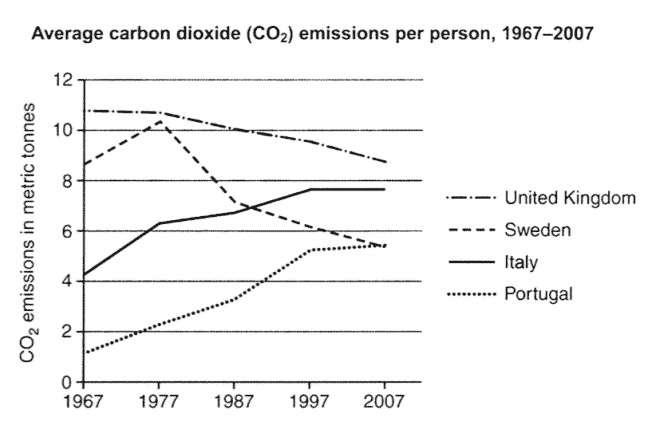 Average carbon dioxide (CO₂) emissions per person, 1967–2007
CO₂ emissions in metric tonnes
12
10
8
6
4
2
0
1967 1977 1987 1997 2007
United Kingdom
Sweden
Italy
Portugal